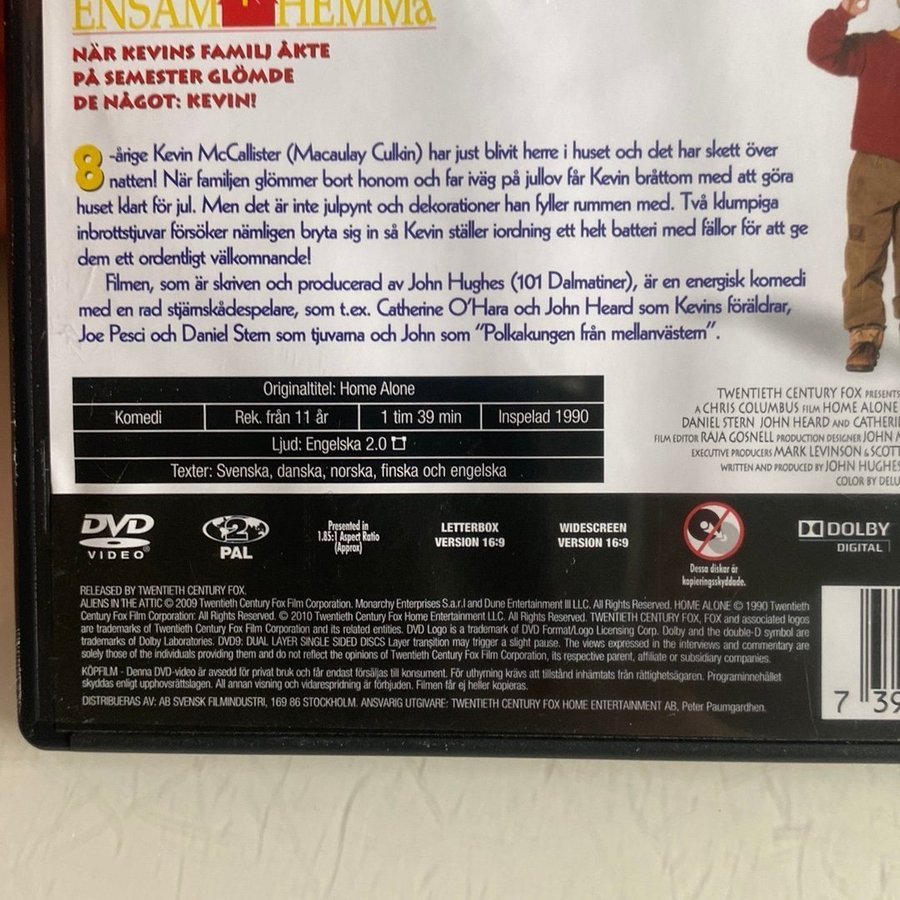 ENSAM HEMMa
NÄR KEVINS FAMILJ ÅKTE
PÅ SEMESTER GLÖMDE
DE NÅGOT: KEVIN!
8-årige Kevin McCallister (Macaulay Culkin) har just blivit herre i huset och det har skett över
natten! När familjen glömmer bort honom och far iväg på jullov får Kevin bråttom med att göra
huset klart för jul. Men det är inte julpynt och dekorationer han fyller rummen med. Två klumpiga
inbrottstjuvar försöker nämligen bryta sig in så Kevin ställer iordning ett helt batteri med fällor för att ge
dem ett ordentligt välkomnande!
Filmen, som är skriven och producerad av John Hughes (101 Dalmatiner), är en energisk komedi
med en rad stjärnskådespelare, som t.ex. Catherine O'Hara och John Heard som Kevins föräldrar,
Joe Pesci och Daniel Stern som tjuvarna och John som "Polkakungen från mellanvästern".
Originaltitel: Home Alone
Komedi Rek. från 11 år 1 tim 39 min Inspelad 1990
Ljud: Engelska 2.0
Texter: Svenska, danska, norska, finska och engelska
TWENTIETH CENTURY FOX PRESENTS
A CHRIS COLUMBUS FILM HOME ALONE
DANIEL STERN JOHN HEARD AND CATHERI
FILM EDITOR RAJA GOSNELL PRODUCTION DESIGNER JOHN
EXECUTIVE PRODUCERS MARK LEVINSON & SCOTT
WRITTEN AND PRODUCED BY JOHN HUGHES
COLOR BY DELU
DVD
VIDEO®
2
PAL
Presented in
1.85:1 Aspect Ratio
(Approx)
LETTERBOX
VERSION 16:9
WIDESCREEN
VERSION 16:9
Dessa diskar är
kopieringsskyddade.
DOLBY
DIGITAL
RELEASED BY TWENTIETH CENTURY FOX.
ALIENS IN THE ATTIC © 2009 Twentieth Century Fox Film Corporation. Monarchy Enterprises S.a.r.l and Dune Entertainment III LLC. All Rights Reserved. HOME ALONE © 1990 Twentieth
Century Fox Film Corporation. All Rights Reserved. © 2010 Twentieth Century Fox Home Entertainment LLC. All Rights Reserved. TWENTIETH CENTURY FOX, FOX and associated logos
are trademarks of Twentieth Century Fox Film Corporation and its related entities. DVD Logo is a trademark of DVD Format/Logo Licensing Corp. Dolby and the double-D symbol are
trademarks of Dolby Laboratories. DVD9: DUAL LAYER SINGLE SIDED DISCS Layer transition may trigger a slight pause. The views expressed in the interviews and commentary are
solely those of the individuals providing them and do not reflect the opinions of Twentieth Century Fox Film Corporation, its respective parent, affiliate or subsidiary companies.
KÖPFILM - Denna DVD-video är avsedd för privat bruk och får endast försäljas till konsument. För uthyrning krävs att tillstånd inhämtats från rättighetsägaren. Programinnehållet
skyddas enligt upphovsrättslagen. All annan visning och vidarespridning är förbjuden. Filmen får ej heller kopieras.
DISTRIBUERAS AV: AB SVENSK FILMINDUSTRI, 169 86 STOCKHOLM. ANSVARIG UTGIVARE: TWENTIETH CENTURY FOX HOME ENTERTAINMENT AB, Peter Paumgardhen.
7 39